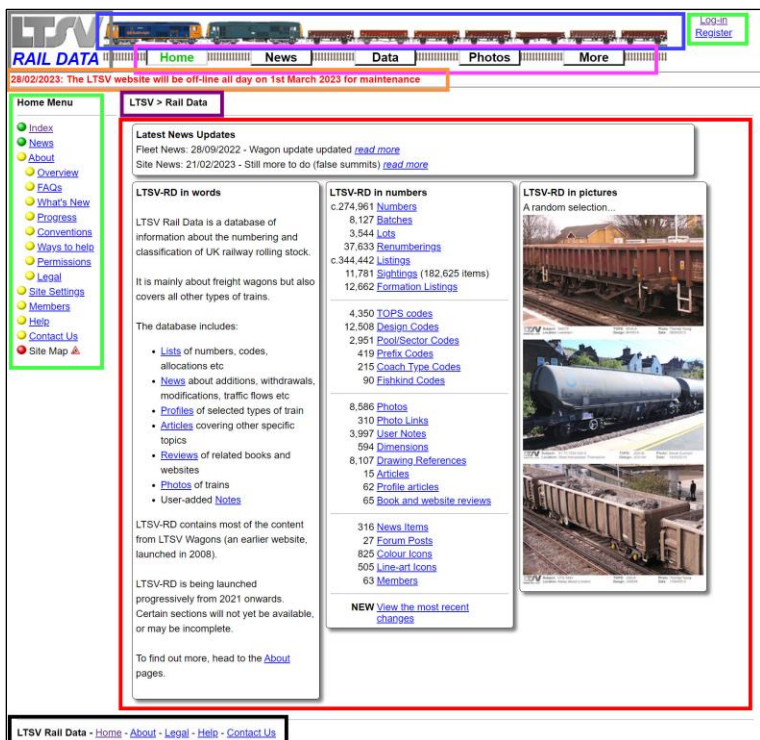 LTSV
RAIL DATA
Log-in
Register
Home News Data Photos More
28/02/2023: The LTSV website will be off-line all day on 1st March 2023 for maintenance
Home Menu
Index
News
About
Overview
FAQs
What's New
Progress
Conventions
Ways to help
Permissions
Legal
Site Settings
Members
Help
Contact Us
Site Map
LTSV > Rail Data
Latest News Updates
Fleet News: 28/09/2022 - Wagon update updated read more
Site News: 21/02/2023 - Still more to do (false summits) read more
LTSV-RD in words
LTSV Rail Data is a database of
information about the numbering and
classification of UK railway rolling stock.
It is mainly about freight wagons but also
covers all other types of trains.
The database includes:
• Lists of numbers, codes,
allocations etc
• News about additions, withdrawals,
modifications, traffic flows etc
• Profiles of selected types of train
• Articles covering other specific
topics
• Reviews of related books and
websites
• Photos of trains
• User-added Notes
LTSV-RD contains most of the content
from LTSV Wagons (an earlier website,
launched in 2008).
LTSV-RD is being launched
progressively from 2021 onwards.
Certain sections will not yet be available,
or may be incomplete.
To find out more, head to the About
pages.
LTSV-RD in numbers
c.274,961 Numbers
8,127 Batches
3,544 Lots
37,633 Renumberings
c.344,442 Listings
11,781 Sightings (182,625 items)
12,662 Formation Listings
4,350 TOPS codes
12,508 Design Codes
2,951 Pool/Sector Codes
419 Prefix Codes
215 Coach Type Codes
90 Fishkind Codes
8,586 Photos
310 Photo Links
3,997 User Notes
594 Dimensions
8,107 Drawing References
15 Articles
62 Profile articles
65 Book and website reviews
316 News Items
27 Forum Posts
825 Colour Icons
505 Line-art Icons
63 Members
NEW View the most recent
changes
LTSV-RD in pictures
A random selection...
LTSV Rail Data - Home - About - Legal - Help - Contact Us